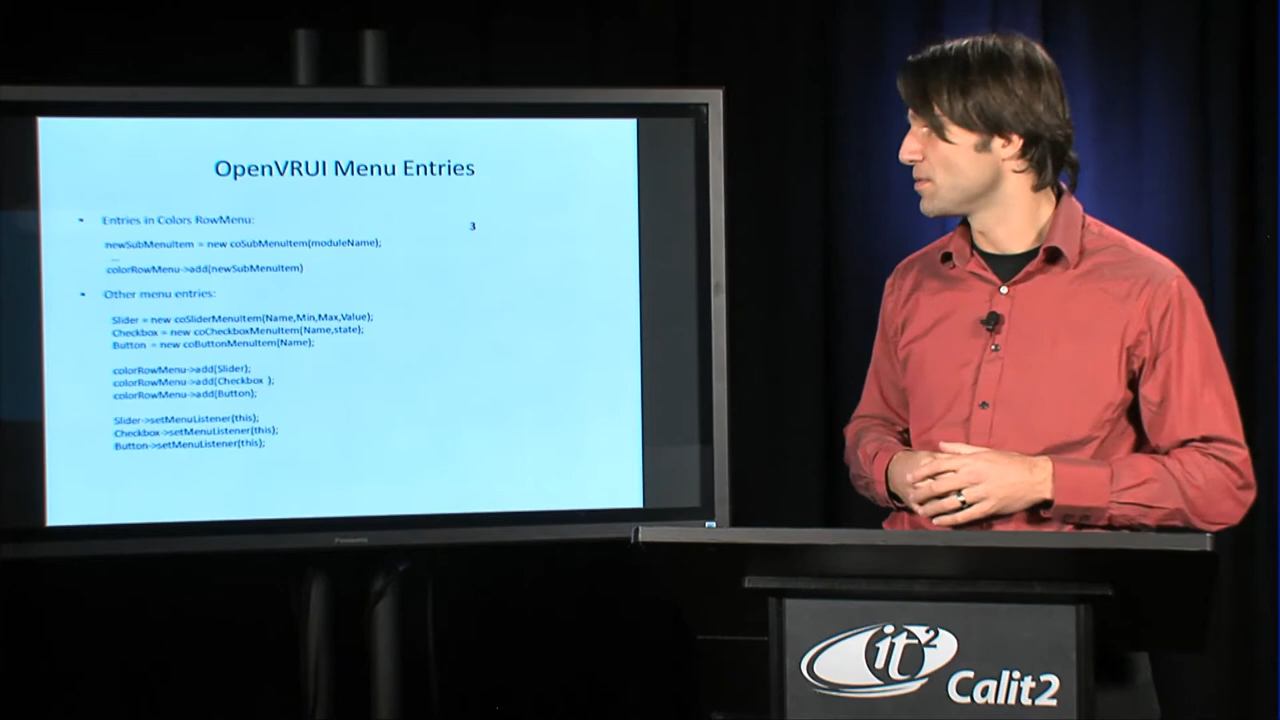 OpenVRUI Menu Entries
• Entries in Colors RowMenu:
3
newSubMenuItem = new coSubMenuItem(moduleName);
...
colorRowMenu->add(newSubMenuItem)
• Other menu entries:
Slider = new coSliderMenuItem(Name,Min,Max,Value);
Checkbox = new coCheckboxMenuItem(Name,state);
Button = new coButtonMenuItem(Name);
colorRowMenu->add(Slider);
colorRowMenu->add(Checkbox );
colorRowMenu->add(Button);
Slider->setMenuListener(this);
Checkbox->setMenuListener(this);
Button->setMenuListener(this);
Panasonic
it2
Calit2